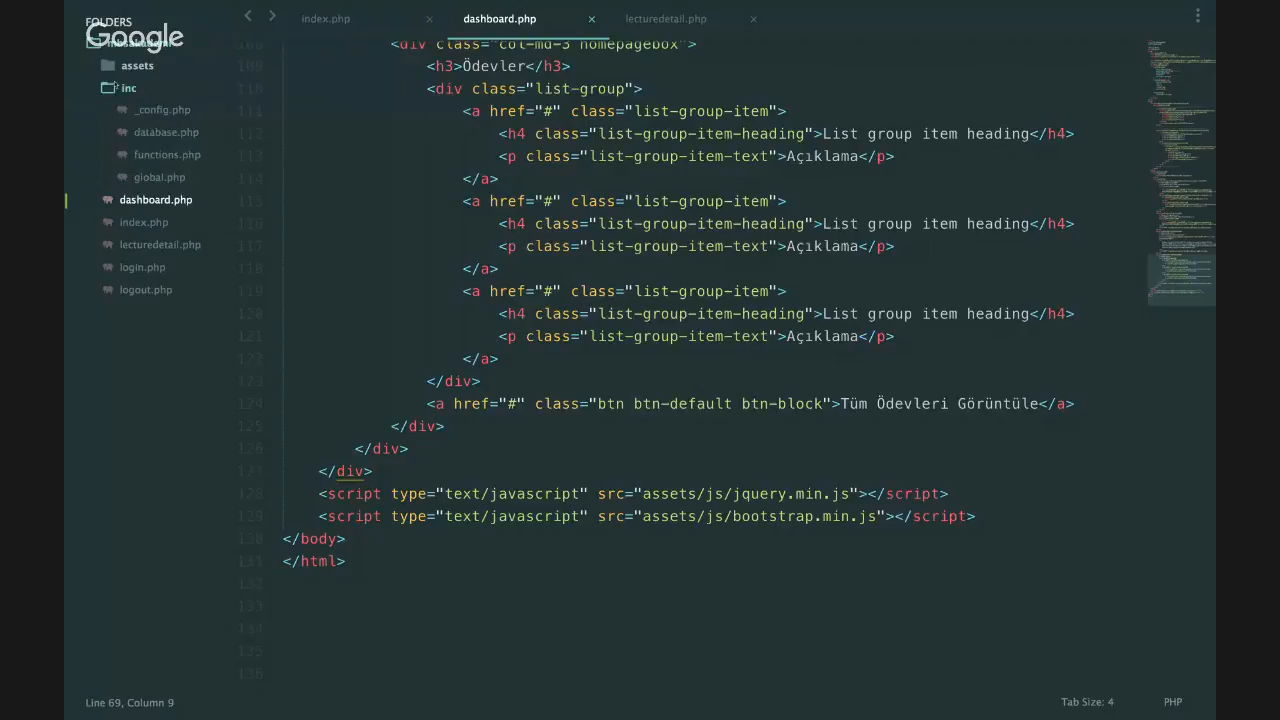 FOLDERS
Google
index.php × dashboard.php × lecturedetail.php ×
assets
inc
_config.php
database.php
functions.php
global.php
dashboard.php
index.php
lecturedetail.php
login.php
logout.php
<div class="col-md-3 homepagebox">
109 <h3>Ödevler</h3>
110 <div class="list-group">
111 <a href="#" class="list-group-item">
112 <h4 class="list-group-item-heading">List group item heading</h4>
113 <p class="list-group-item-text">Açıklama</p>
114 </a>
115 <a href="#" class="list-group-item">
116 <h4 class="list-group-item-heading">List group item heading</h4>
117 <p class="list-group-item-text">Açıklama</p>
118 </a>
119 <a href="#" class="list-group-item">
120 <h4 class="list-group-item-heading">List group item heading</h4>
121 <p class="list-group-item-text">Açıklama</p>
122 </a>
123 </div>
124 <a href="#" class="btn btn-default btn-block">Tüm Ödevleri Görüntüle</a>
125 </div>
126 </div>
127 </div>
128 <script type="text/javascript" src="assets/js/jquery.min.js"></script>
129 <script type="text/javascript" src="assets/js/bootstrap.min.js"></script>
130 </body>
131 </html>
132
133
134
135
136
Line 69, Column 9
Tab Size: 4
PHP